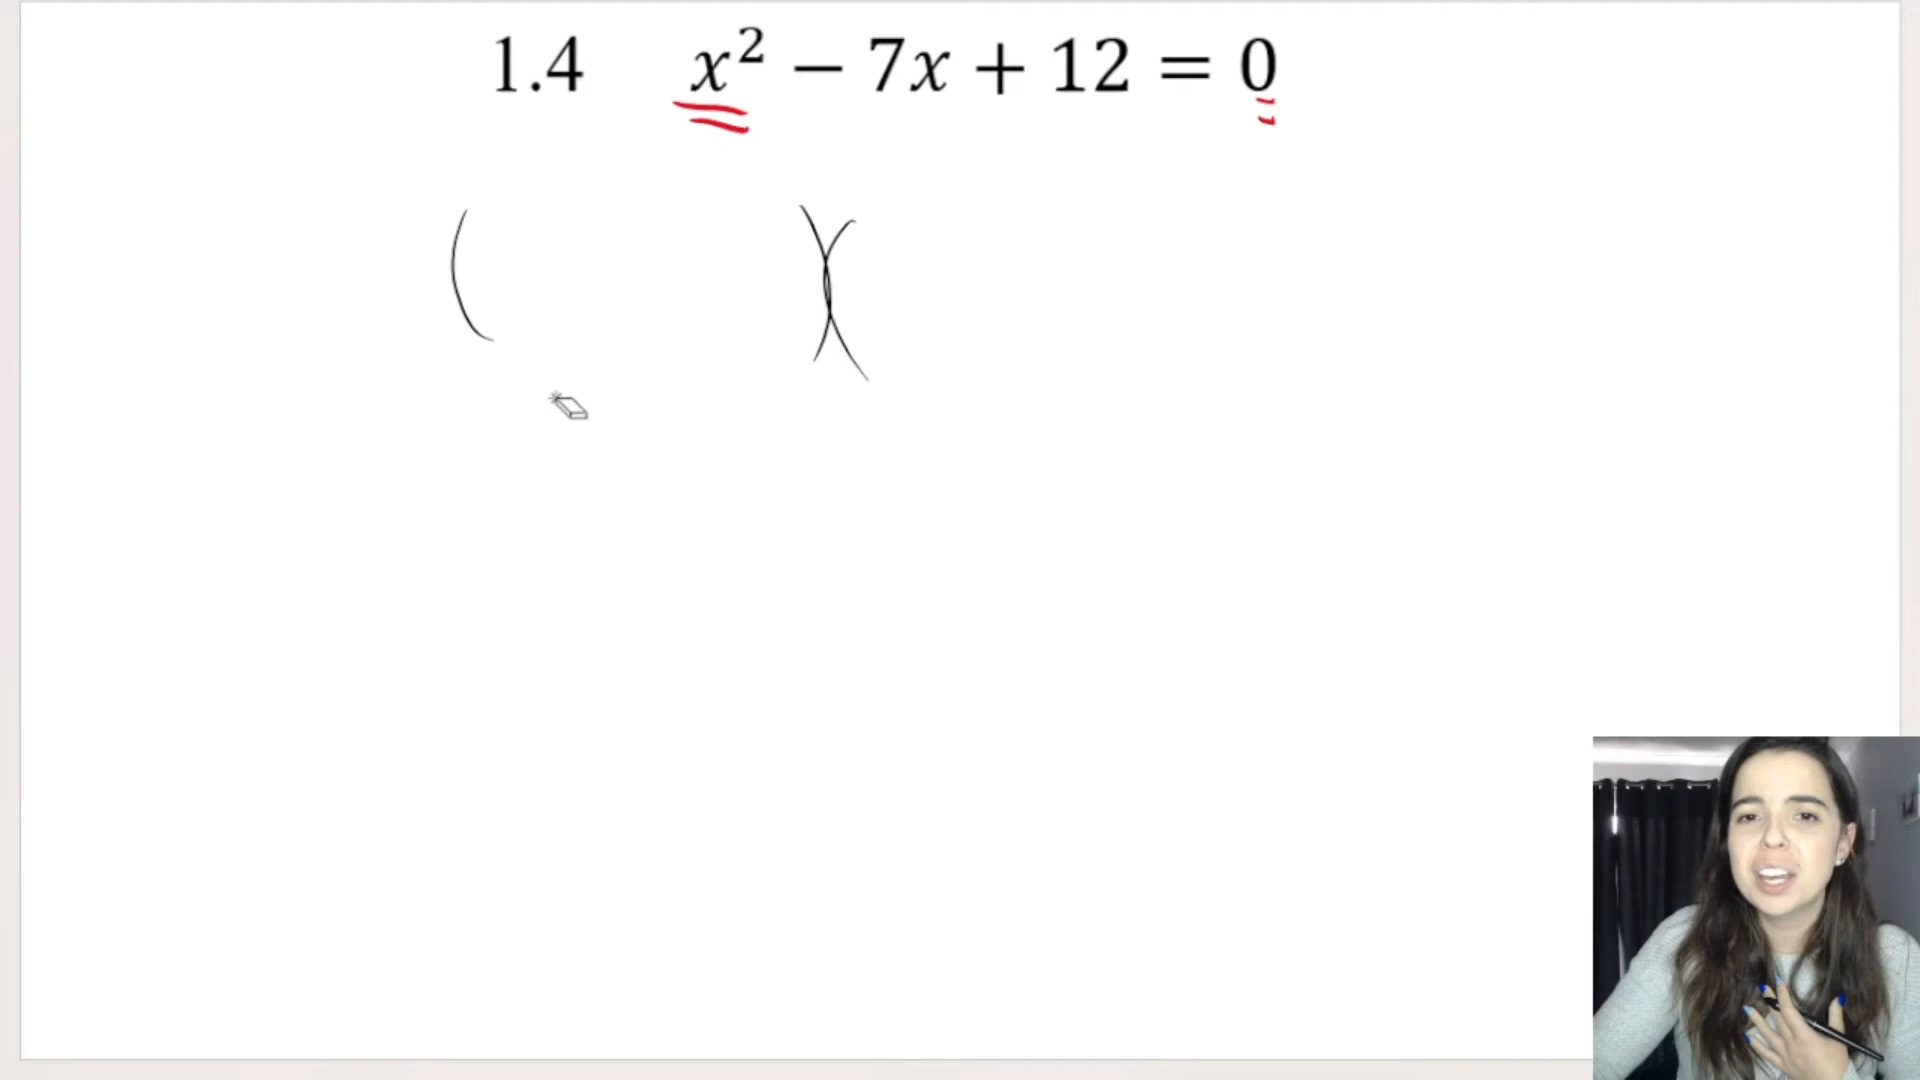 1.4 x² − 7x + 12 = 0
( )(